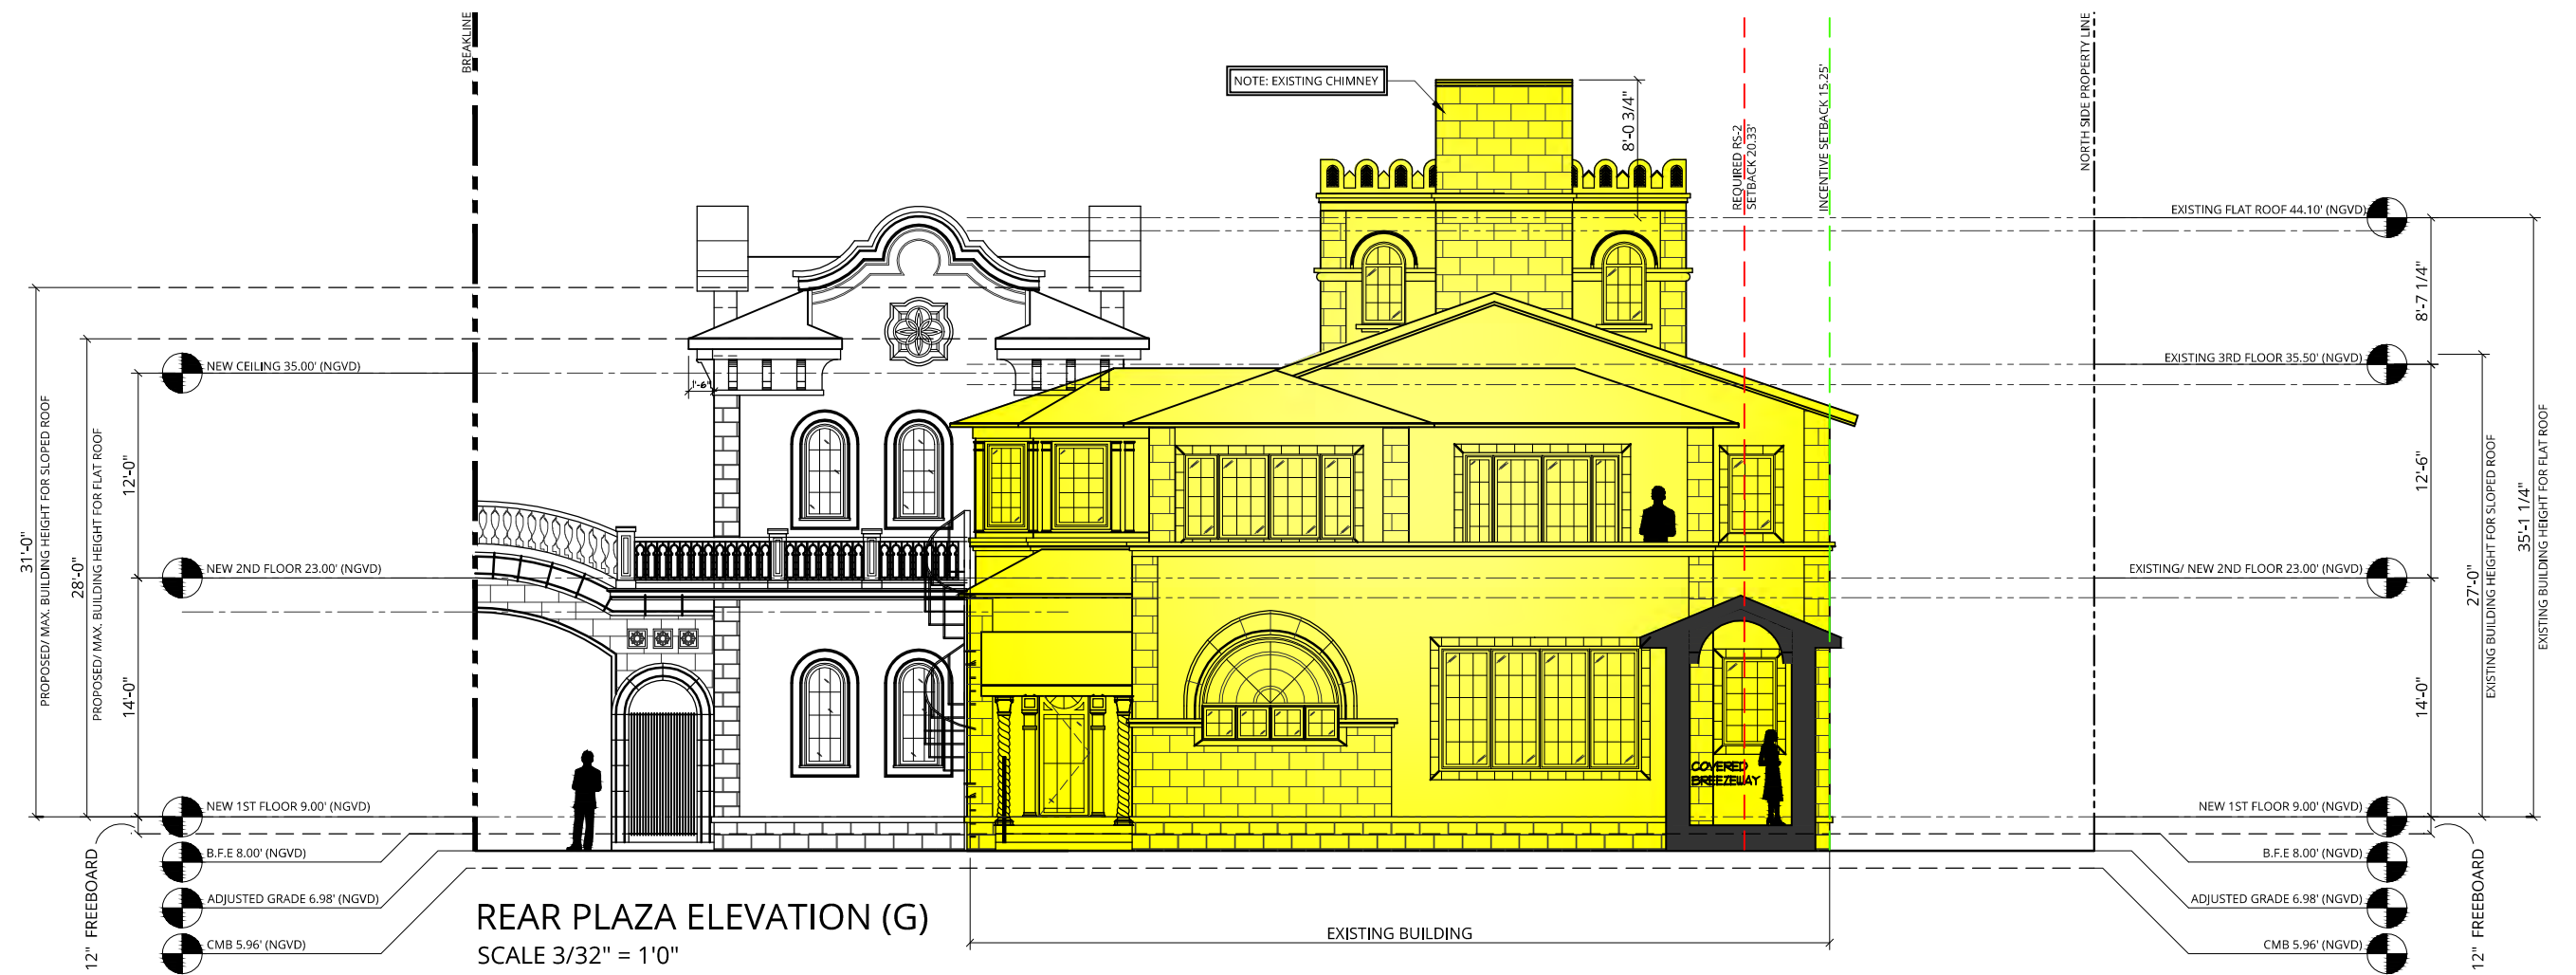 BREAKLINE
NOTE: EXISTING CHIMNEY
8'-0 3/4"
REQUIRED RS-2
SETBACK 20.33'
INCENTIVE SETBACK 15.25'
NORTH SIDE PROPERTY LINE
EXISTING FLAT ROOF 44.10' (NGVD)
8'-7 1/4"
NEW CEILING 35.00' (NGVD)
1'-6"
EXISTING 3RD FLOOR 35.50' (NGVD)
31'-0"
PROPOSED/ MAX. BUILDING HEIGHT FOR SLOPED ROOF
28'-0"
PROPOSED/ MAX. BUILDING HEIGHT FOR FLAT ROOF
12'-0"
12'-6"
27'-0"
EXISTING BUILDING HEIGHT FOR SLOPED ROOF
35'-1 1/4"
EXISTING BUILDING HEIGHT FOR FLAT ROOF
NEW 2ND FLOOR 23.00' (NGVD)
EXISTING/ NEW 2ND FLOOR 23.00' (NGVD)
14'-0"
14'-0"
COVERED
BREEZEWAY
NEW 1ST FLOOR 9.00' (NGVD)
NEW 1ST FLOOR 9.00' (NGVD)
B.F.E 8.00' (NGVD)
B.F.E 8.00' (NGVD)
ADJUSTED GRADE 6.98' (NGVD)
ADJUSTED GRADE 6.98' (NGVD)
CMB 5.96' (NGVD)
CMB 5.96' (NGVD)
12" FREEBOARD
12" FREEBOARD
EXISTING BUILDING
REAR PLAZA ELEVATION (G)
SCALE 3/32" = 1'0"